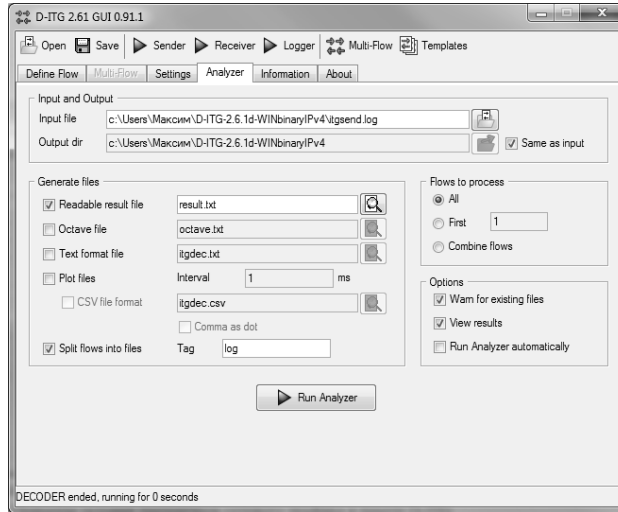 D-ITG 2.61 GUI 0.91.1
Open Save Sender Receiver Logger Multi-Flow Templates
Define Flow Multi-Flow Settings Analyzer Information About
Input and Output
Input file c:\Users\Максим\D-ITG-2.6.1d-WINbinaryIPv4\itgsend.log
Output dir c:\Users\Максим\D-ITG-2.6.1d-WINbinaryIPv4 Same as input
Generate files
Readable result file result.txt
Octave file octave.txt
Text format file itgdec.txt
Plot files Interval 1 ms
CSV file format itgdec.csv
Comma as dot
Split flows into files Tag log
Flows to process
All
First 1
Combine flows
Options
Warn for existing files
View results
Run Analyzer automatically
Run Analyzer
DECODER ended, running for 0 seconds